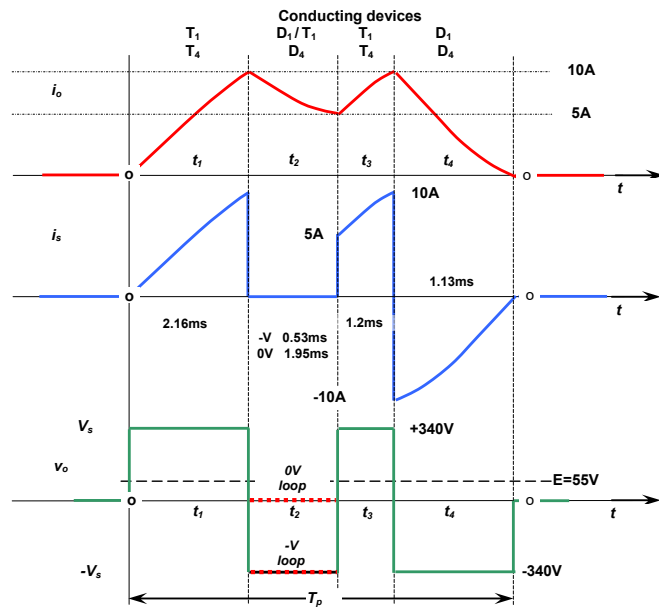 Conducting devices
T1 D1 / T1 T1 D1
T4 D4 T4 D4
10A
io
5A
t1 t2 t3 t4
o o
t
is
10A
5A
1.13ms
o o
t
2.16ms 1.2ms
-V 0.53ms
0V 1.95ms
-10A
Vs +340V
vo
0V
loop
E=55V
o o
t1 t2 t3 t4
t
-V
loop
-Vs -340V
Tp